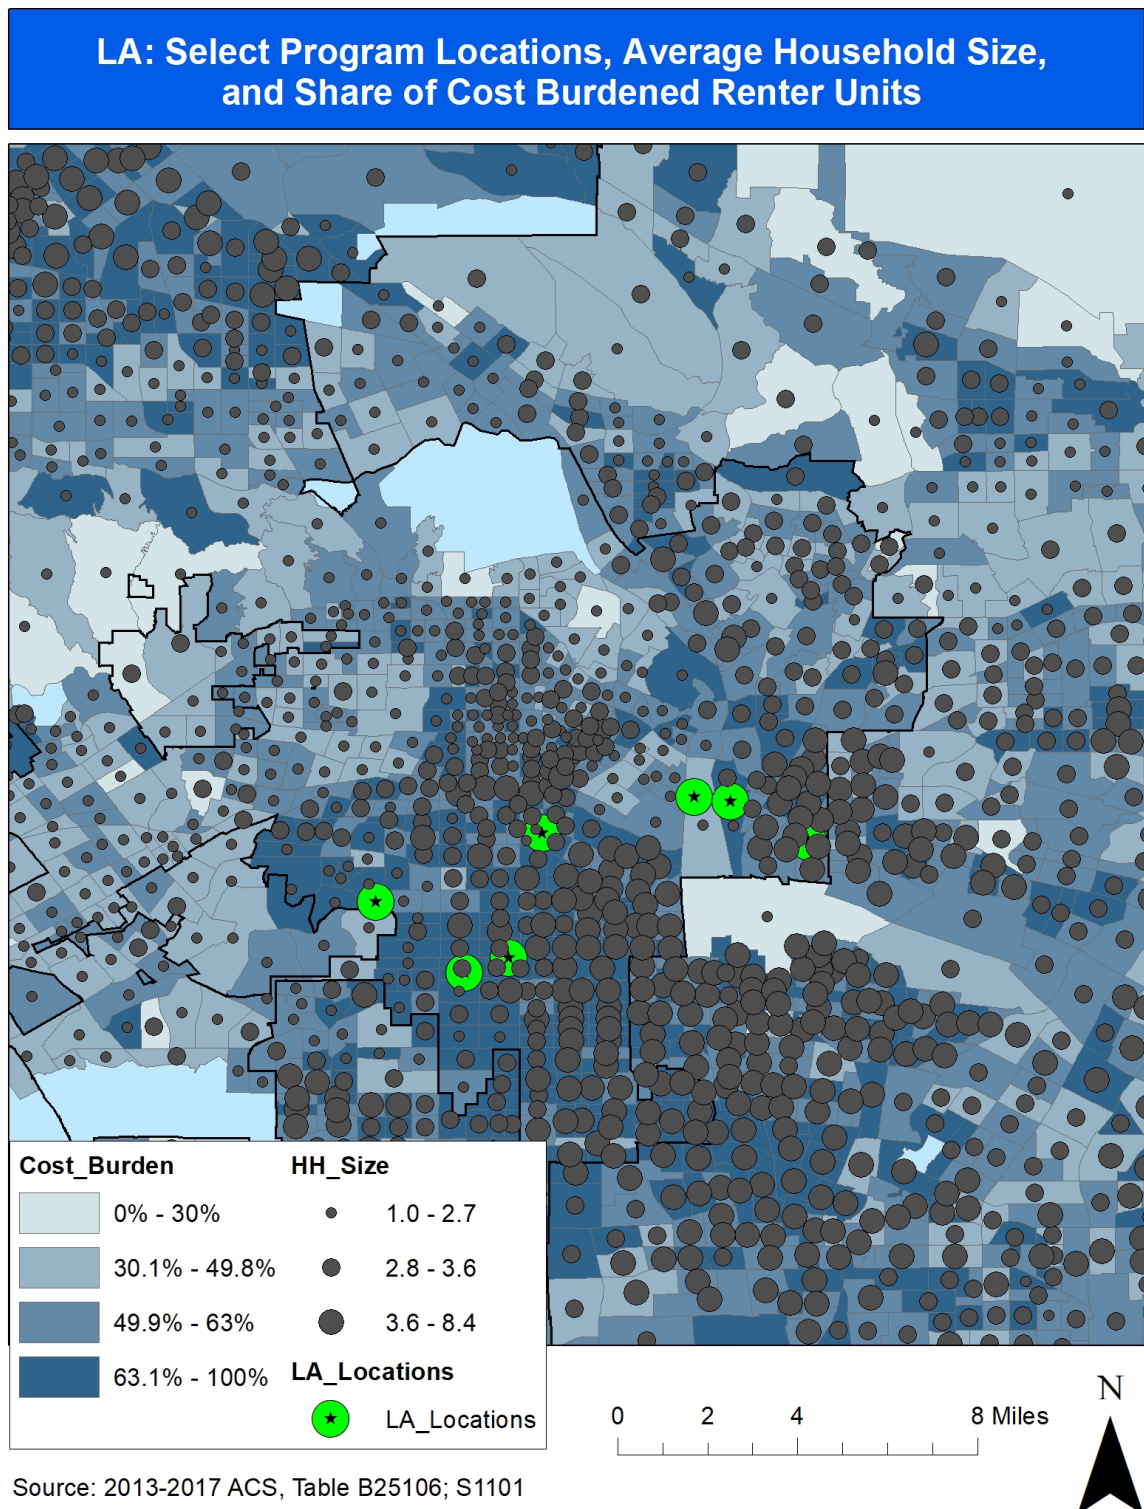 LA: Select Program Locations, Average Household Size,
and Share of Cost Burdened Renter Units
Cost_Burden
0% - 30%
30.1% - 49.8%
49.9% - 63%
63.1% - 100%
HH_Size
1.0 - 2.7
2.8 - 3.6
3.6 - 8.4
LA_Locations
LA_Locations
0 2 4 8 Miles
N
Source: 2013-2017 ACS, Table B25106; S1101